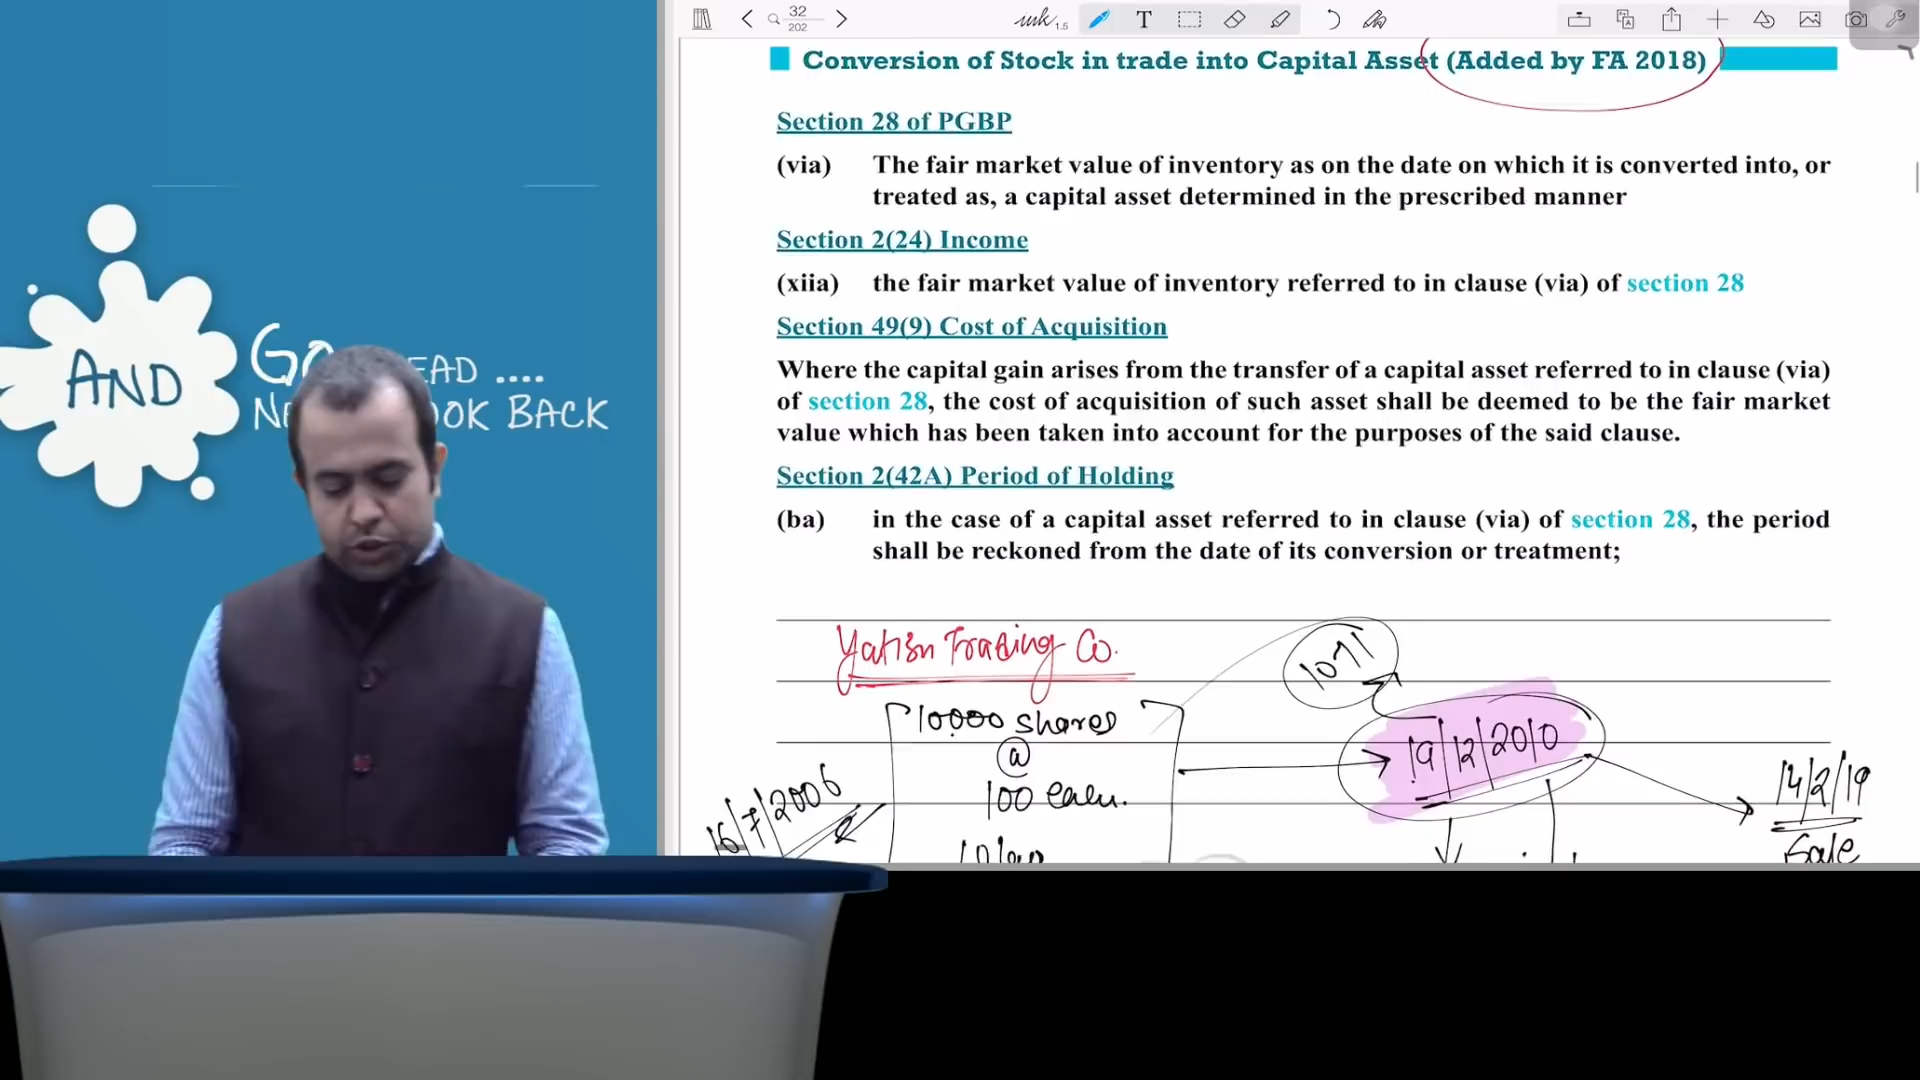 32
202
ink 1.5
T
Conversion of Stock in trade into Capital Asset (Added by FA 2018)
Section 28 of PGBP
(via) The fair market value of inventory as on the date on which it is converted into, or
treated as, a capital asset determined in the prescribed manner
Section 2(24) Income
(xiia) the fair market value of inventory referred to in clause (via) of section 28
Section 49(9) Cost of Acquisition
Where the capital gain arises from the transfer of a capital asset referred to in clause (via)
of section 28, the cost of acquisition of such asset shall be deemed to be the fair market
value which has been taken into account for the purposes of the said clause.
Section 2(42A) Period of Holding
(ba) in the case of a capital asset referred to in clause (via) of section 28, the period
shall be reckoned from the date of its conversion or treatment;
Trading Co.
10,000 shares
@
100 each.
16/7/2006
19/12/2010
14/2/19
Sale
AND
BACK